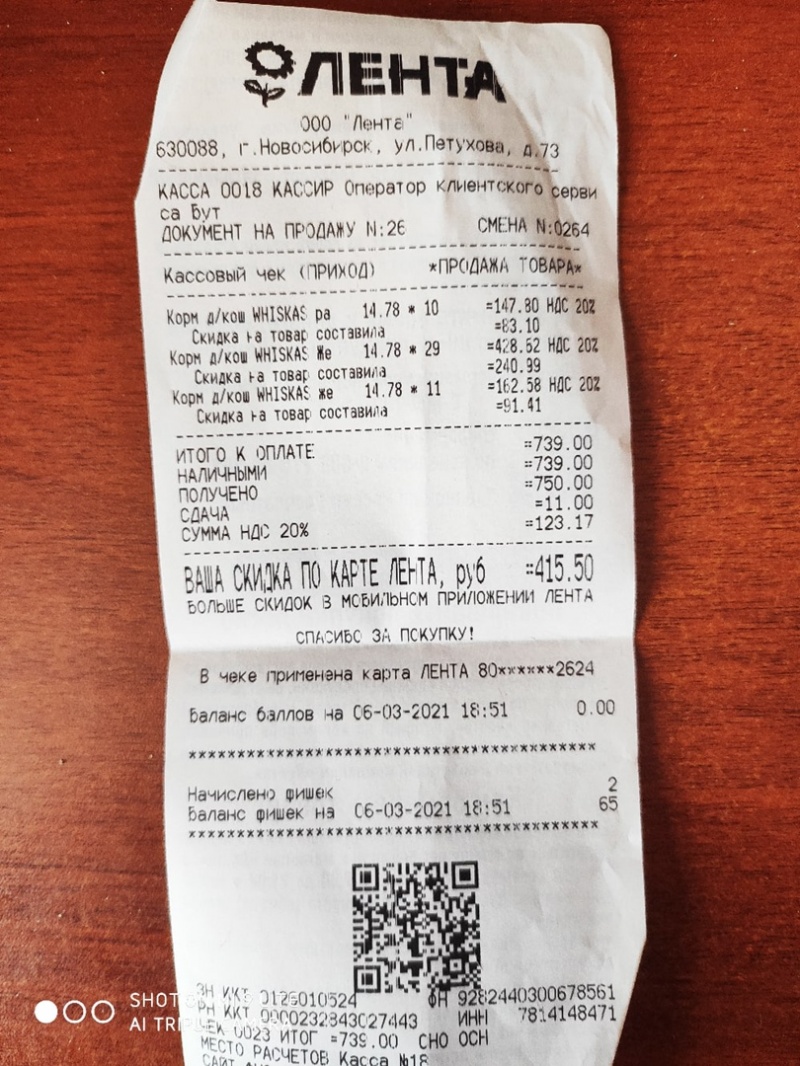 ЛЕНТА
ООО "Лента"
630088, г.Новосибирск, ул.Петухова, д.73
КАССА 0018 КАССИР Оператор клиентского серви
са Бут
ДОКУМЕНТ НА ПРОДАЖУ N:26 СМЕНА N:0264
Кассовый чек (ПРИХОД) *ПРОДАЖА ТОВАРА*
Корм д/кош WHISKAS ра 14.78 * 10 =147.80 НДС 20%
Скидка на товар составила =83.10
Корм д/кош WHISKAS Же 14.78 * 29 =428.62 НДС 20%
Скидка на товар составила =240.99
Корм д/кош WHISKAS же 14.78 * 11 =162.58 НДС 20%
Скидка на товар составила =91.41
ИТОГО К ОПЛАТЕ =739.00
НАЛИЧНЫМИ =739.00
ПОЛУЧЕНО =750.00
СДАЧА =11.00
СУММА НДС 20% =123.17
ВАША СКИДКА ПО КАРТЕ ЛЕНТА, руб =415.50
БОЛЬШЕ СКИДОК В МОБИЛЬНОМ ПРИЛОЖЕНИИ ЛЕНТА
СПАСИБО ЗА ПОКУПКУ!
В чеке применена карта ЛЕНТА 80******2624
Баланс баллов на 06-03-2021 18:51 0.00
Начислено фишек 2
Баланс фишек на 06-03-2021 18:51 65
ЗН ККТ 0126010524 ФН 9282440300678561
РН ККТ 0000232843027443 ИНН 7814148471
ЧЕК 0023 ИТОГ =739.00 СНО ОСН
МЕСТО РАСЧЕТОВ Касса №18
САЙТ
SHOT ON
AI TRIPLE